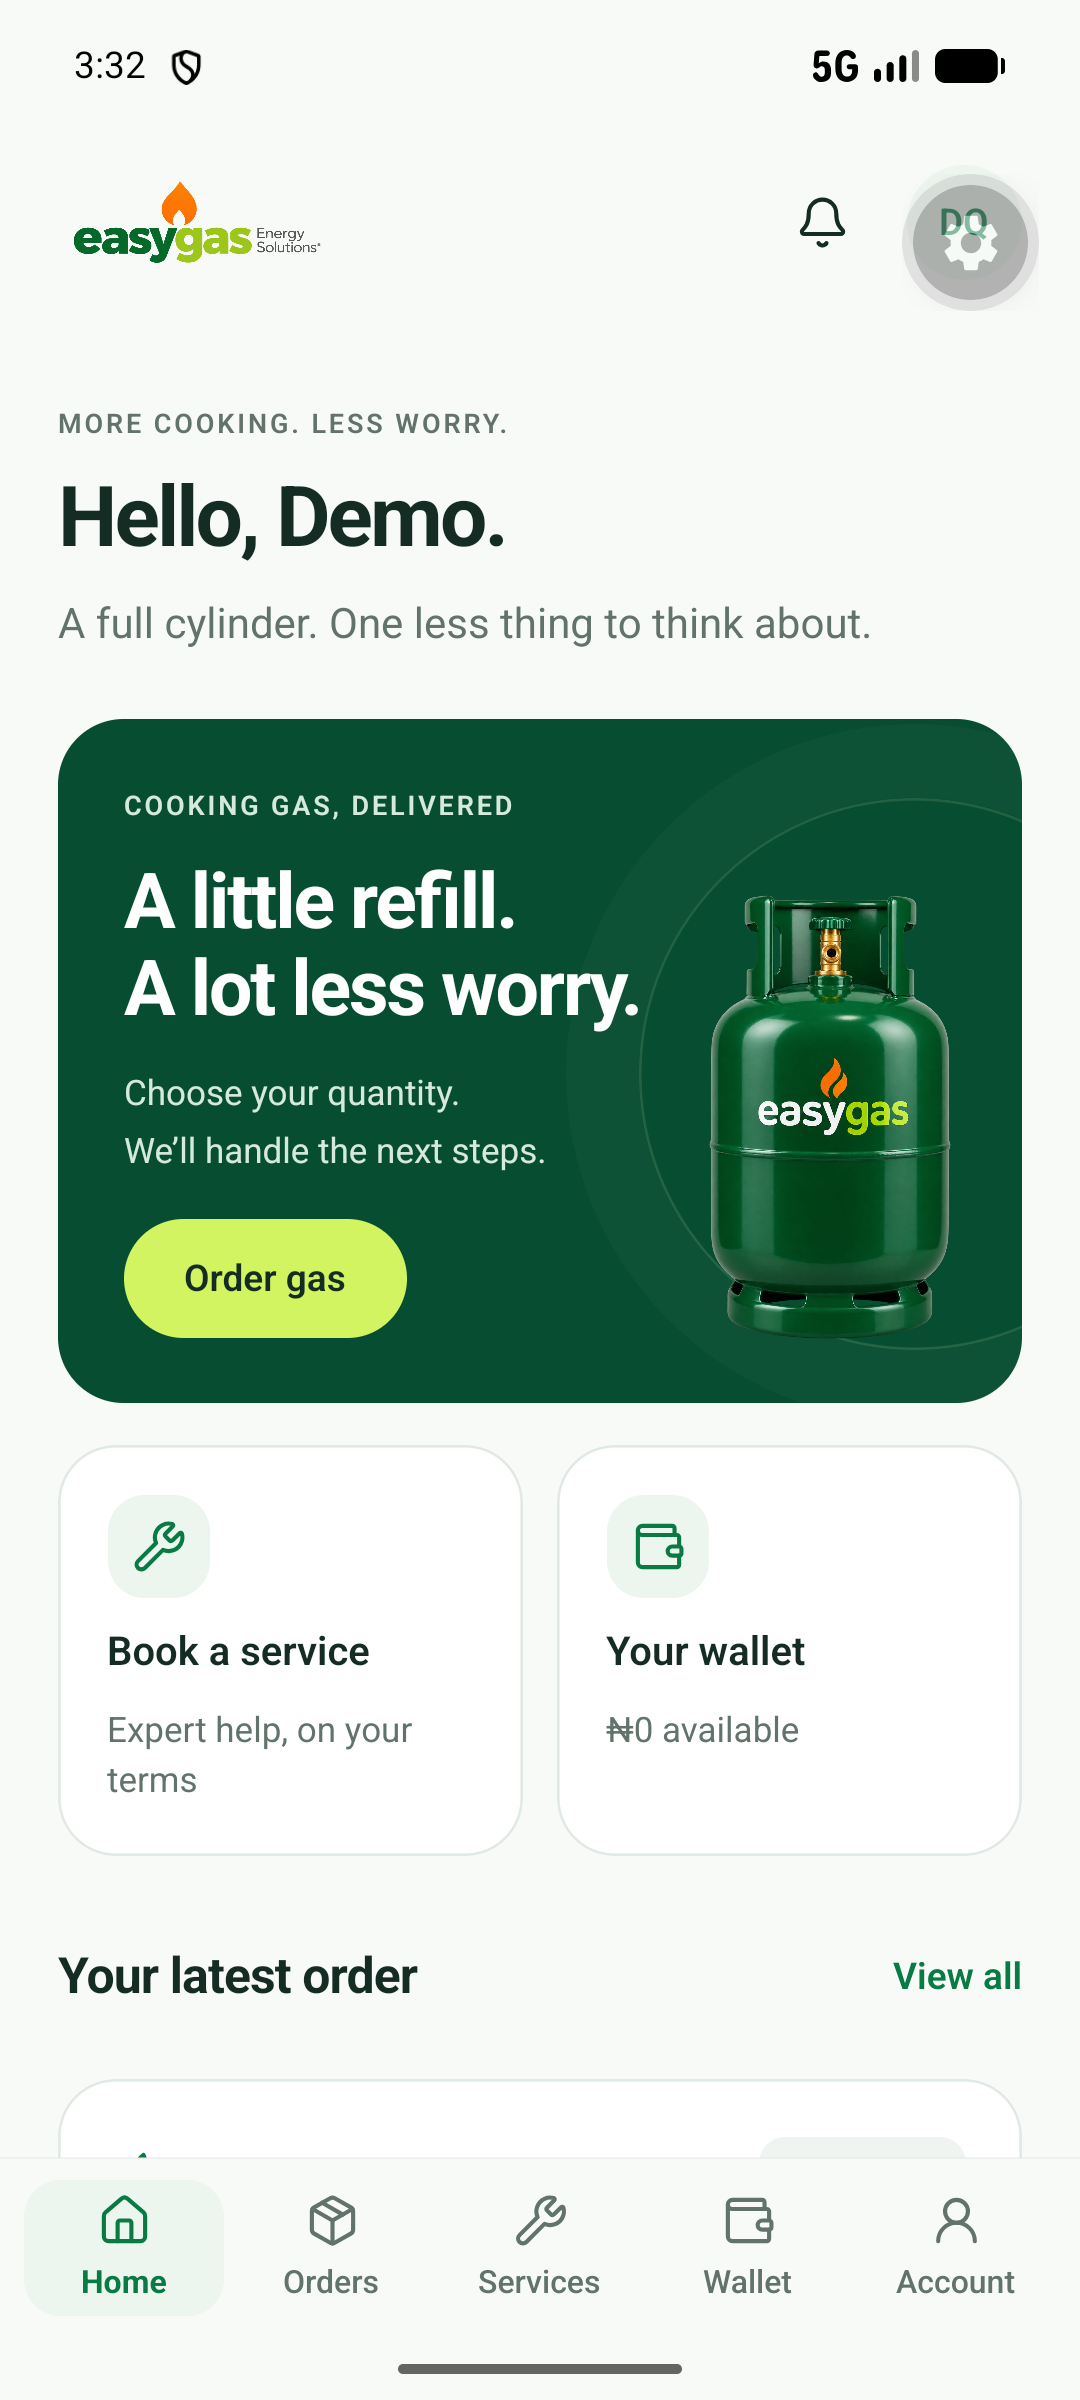 3:32
5G
easygas Energy Solutions
DQ
MORE COOKING. LESS WORRY.
Hello, Demo.
A full cylinder. One less thing to think about.
COOKING GAS, DELIVERED
A little refill.
A lot less worry.
easygas
Choose your quantity.
We’ll handle the next steps.
Order gas
Book a service
Your wallet
Expert help, on your
terms
₦0 available
Your latest order
View all
Home
Orders
Services
Wallet
Account